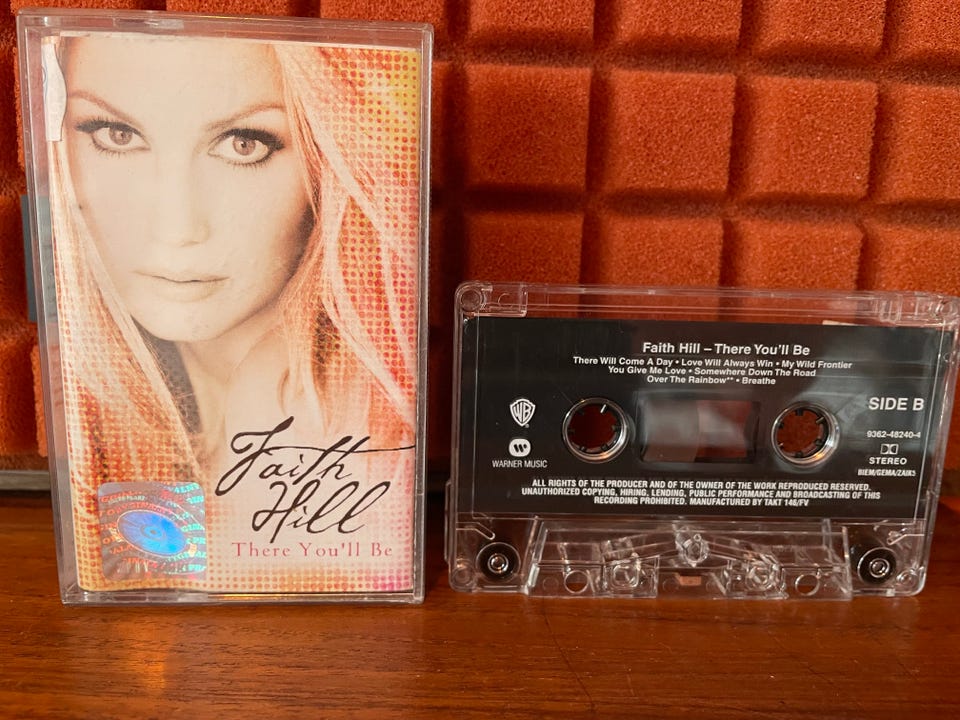 Faith
Hill
There You'll Be
Faith Hill – There You'll Be
There Will Come A Day • Love Will Always Win • My Wild Frontier
You Give Me Love • Somewhere Down The Road
Over The Rainbow** • Breathe
SIDE B
WB
9362-48240-4
STEREO
WARNER MUSIC
BIEM/GEMA/ZAIKS
ALL RIGHTS OF THE PRODUCER AND OF THE OWNER OF THE WORK REPRODUCED RESERVED.
UNAUTHORIZED COPYING, HIRING, LENDING, PUBLIC PERFORMANCE AND BROADCASTING OF THIS
RECORDING PROHIBITED. MANUFACTURED BY TAKT 146/FV